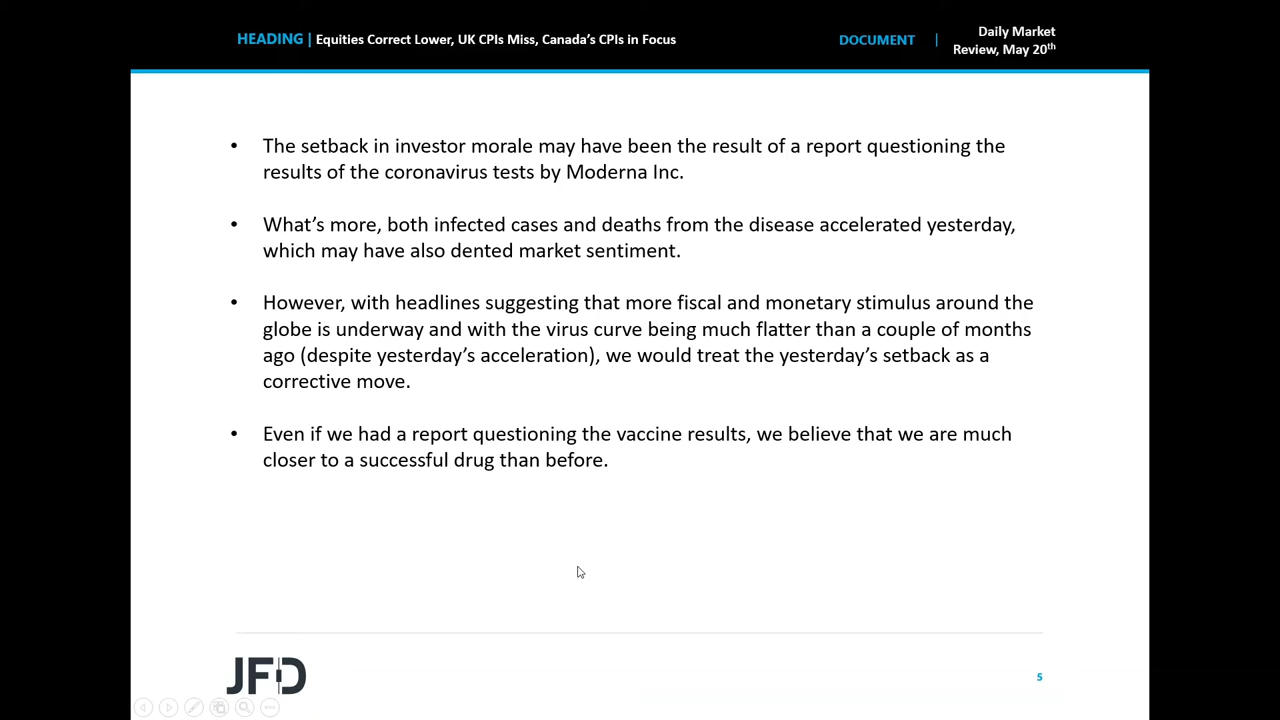 HEADING | Equities Correct Lower, UK CPIs Miss, Canada’s CPIs in Focus
DOCUMENT | Daily Market
Review, May 20th
• The setback in investor morale may have been the result of a report questioning the
results of the coronavirus tests by Moderna Inc.
• What’s more, both infected cases and deaths from the disease accelerated yesterday,
which may have also dented market sentiment.
• However, with headlines suggesting that more fiscal and monetary stimulus around the
globe is underway and with the virus curve being much flatter than a couple of months
ago (despite yesterday’s acceleration), we would treat the yesterday’s setback as a
corrective move.
• Even if we had a report questioning the vaccine results, we believe that we are much
closer to a successful drug than before.
JFD
5